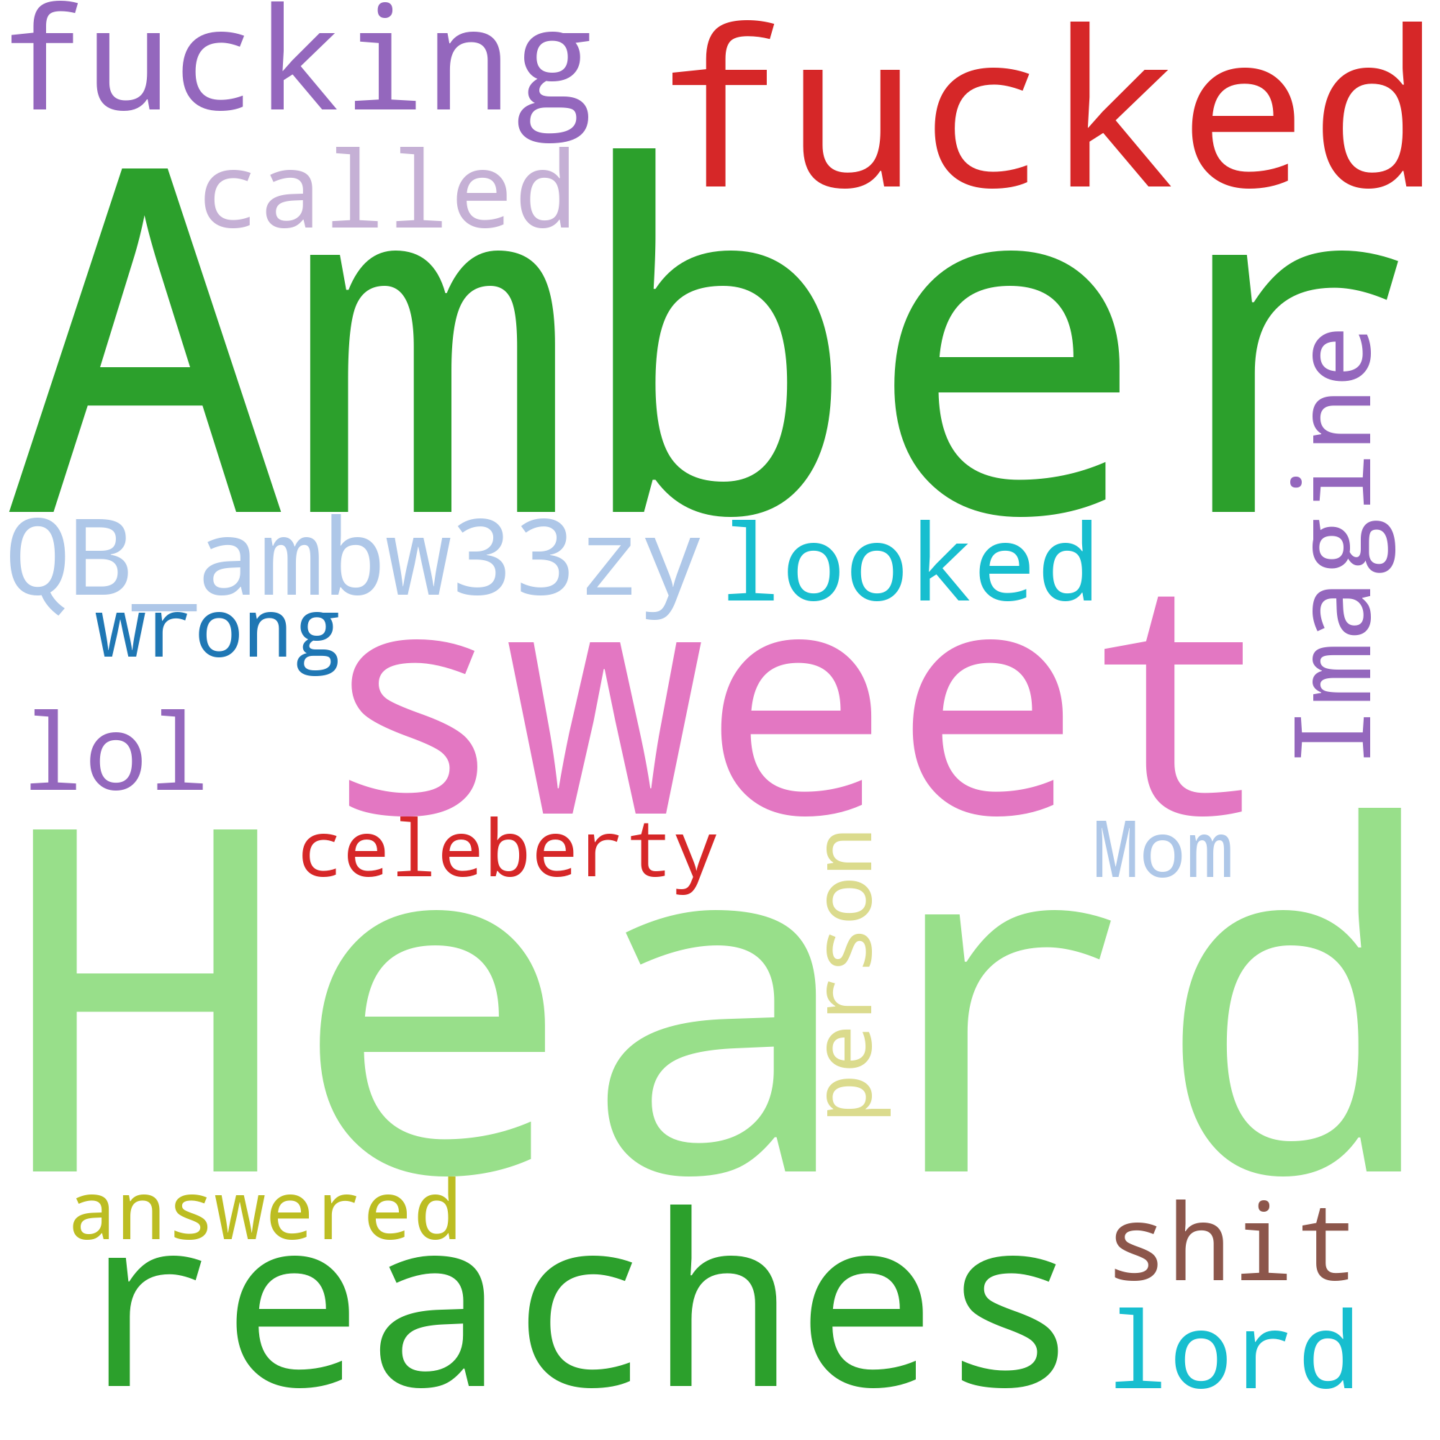 fucking
fucked
called
Amber
Imagine
QB_ambw33zy
looked
wrong
sweet
lol
celeberty
person
Mom
Heard
answered
reaches
shit
lord